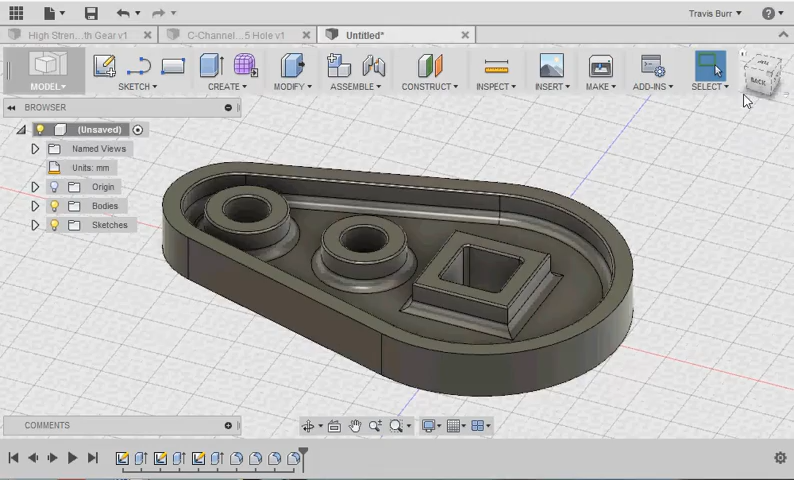 Travis Burr
High Stren...th Gear v1
C-Channel...5 Hole v1
Untitled*
MODEL
SKETCH
CREATE
MODIFY
ASSEMBLE
CONSTRUCT
INSPECT
INSERT
MAKE
ADD-INS
SELECT
BACK
BROWSER
(Unsaved)
Named Views
Units: mm
Origin
Bodies
Sketches
COMMENTS